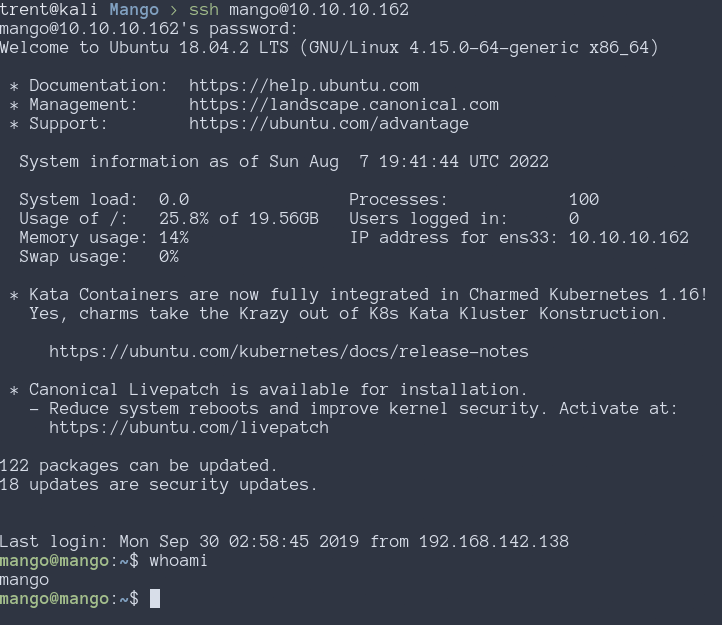 trent@kali Mango › ssh mango@10.10.10.162
mango@10.10.10.162's password:
Welcome to Ubuntu 18.04.2 LTS (GNU/Linux 4.15.0-64-generic x86_64)
* Documentation:  https://help.ubuntu.com
* Management:     https://landscape.canonical.com
* Support:        https://ubuntu.com/advantage
System information as of Sun Aug  7 19:41:44 UTC 2022
System load:  0.0                Processes:            100
Usage of /:   25.8% of 19.56GB   Users logged in:      0
Memory usage: 14%                IP address for ens33: 10.10.10.162
Swap usage:   0%
* Kata Containers are now fully integrated in Charmed Kubernetes 1.16!
Yes, charms take the Krazy out of K8s Kata Kluster Konstruction.
https://ubuntu.com/kubernetes/docs/release-notes
* Canonical Livepatch is available for installation.
- Reduce system reboots and improve kernel security. Activate at:
https://ubuntu.com/livepatch
122 packages can be updated.
18 updates are security updates.
Last login: Mon Sep 30 02:58:45 2019 from 192.168.142.138
mango@mango:~$ whoami
mango
mango@mango:~$